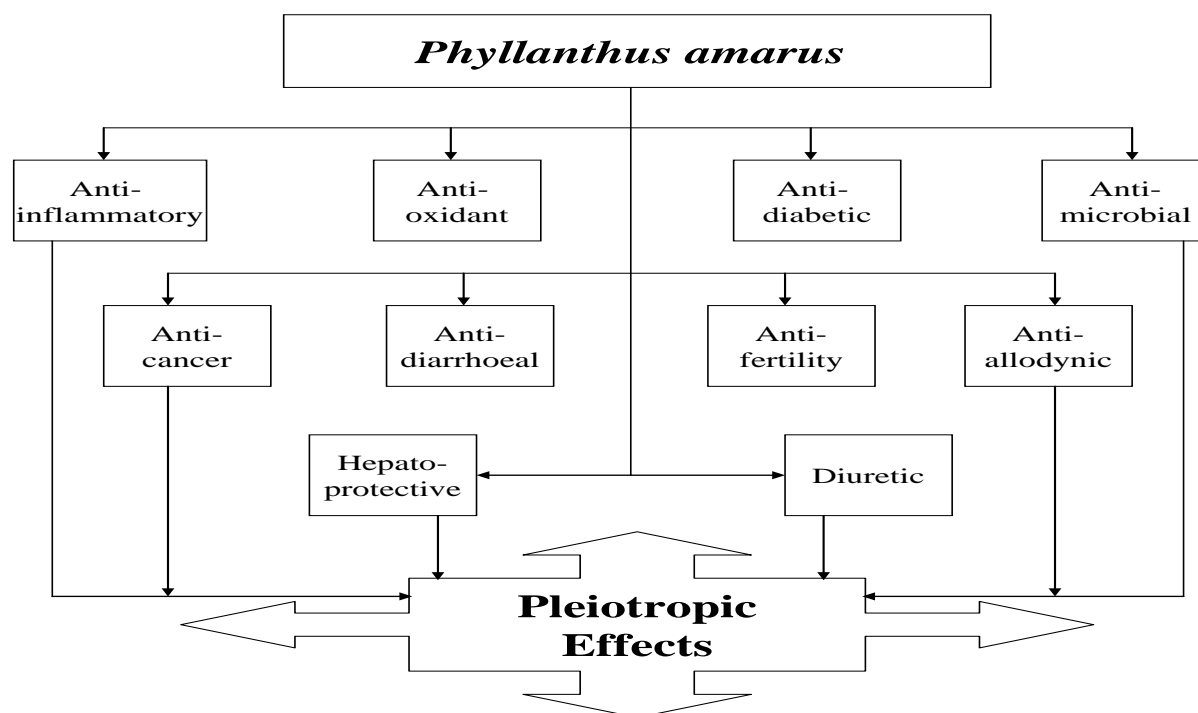 Phyllanthus amarus
Anti-
inflammatory
Anti-
oxidant
Anti-
diabetic
Anti-
microbial
Anti-
cancer
Anti-
diarrhoeal
Anti-
fertility
Anti-
allodynic
Hepato-
protective
Diuretic
Pleiotropic
Effects